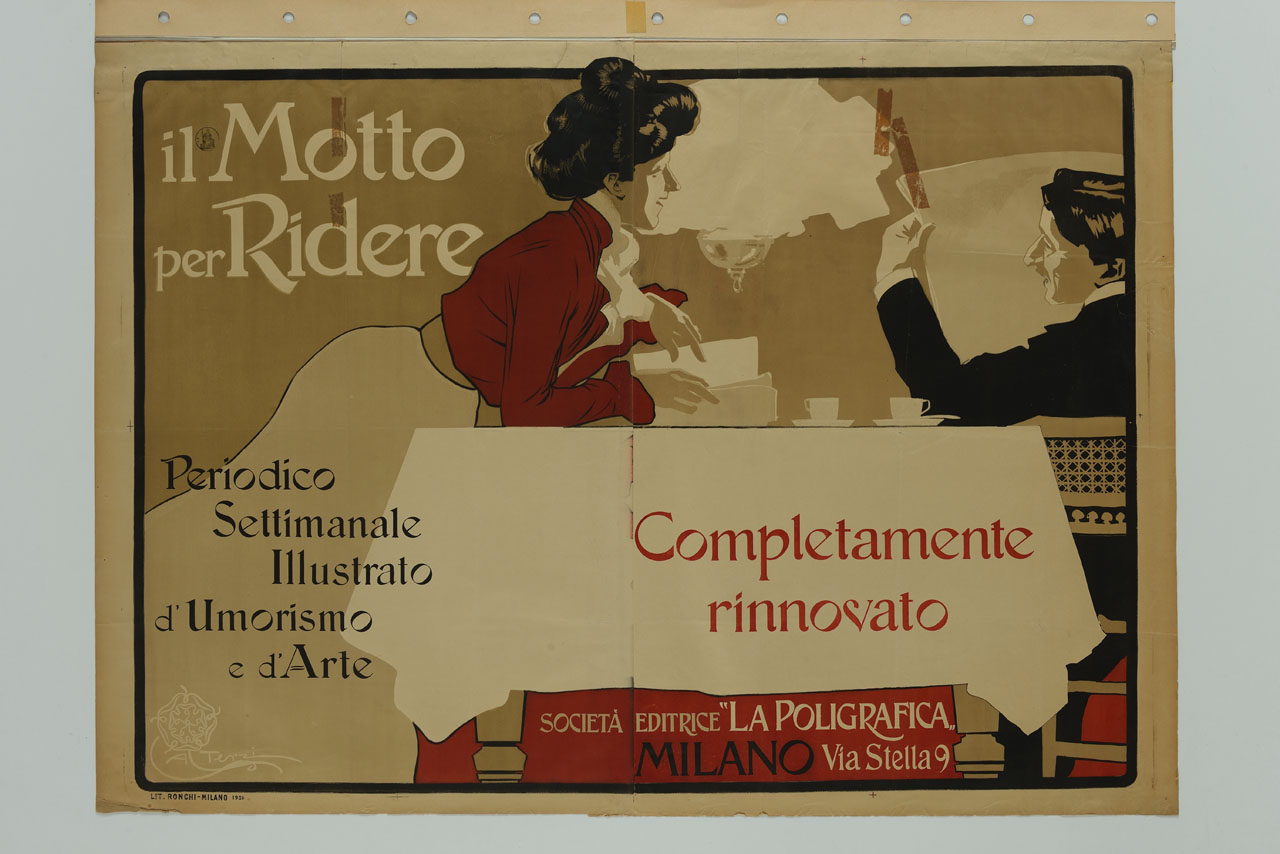 il Motto
per Ridere
Periodico
Settimanale
Illustrato
d'Umorismo
e d'Arte
Completamente
rinnovato
SOCIETÀ EDITRICE "LA POLIGRAFICA„
MILANO Via Stella 9
LIT. RONCHI-MILANO